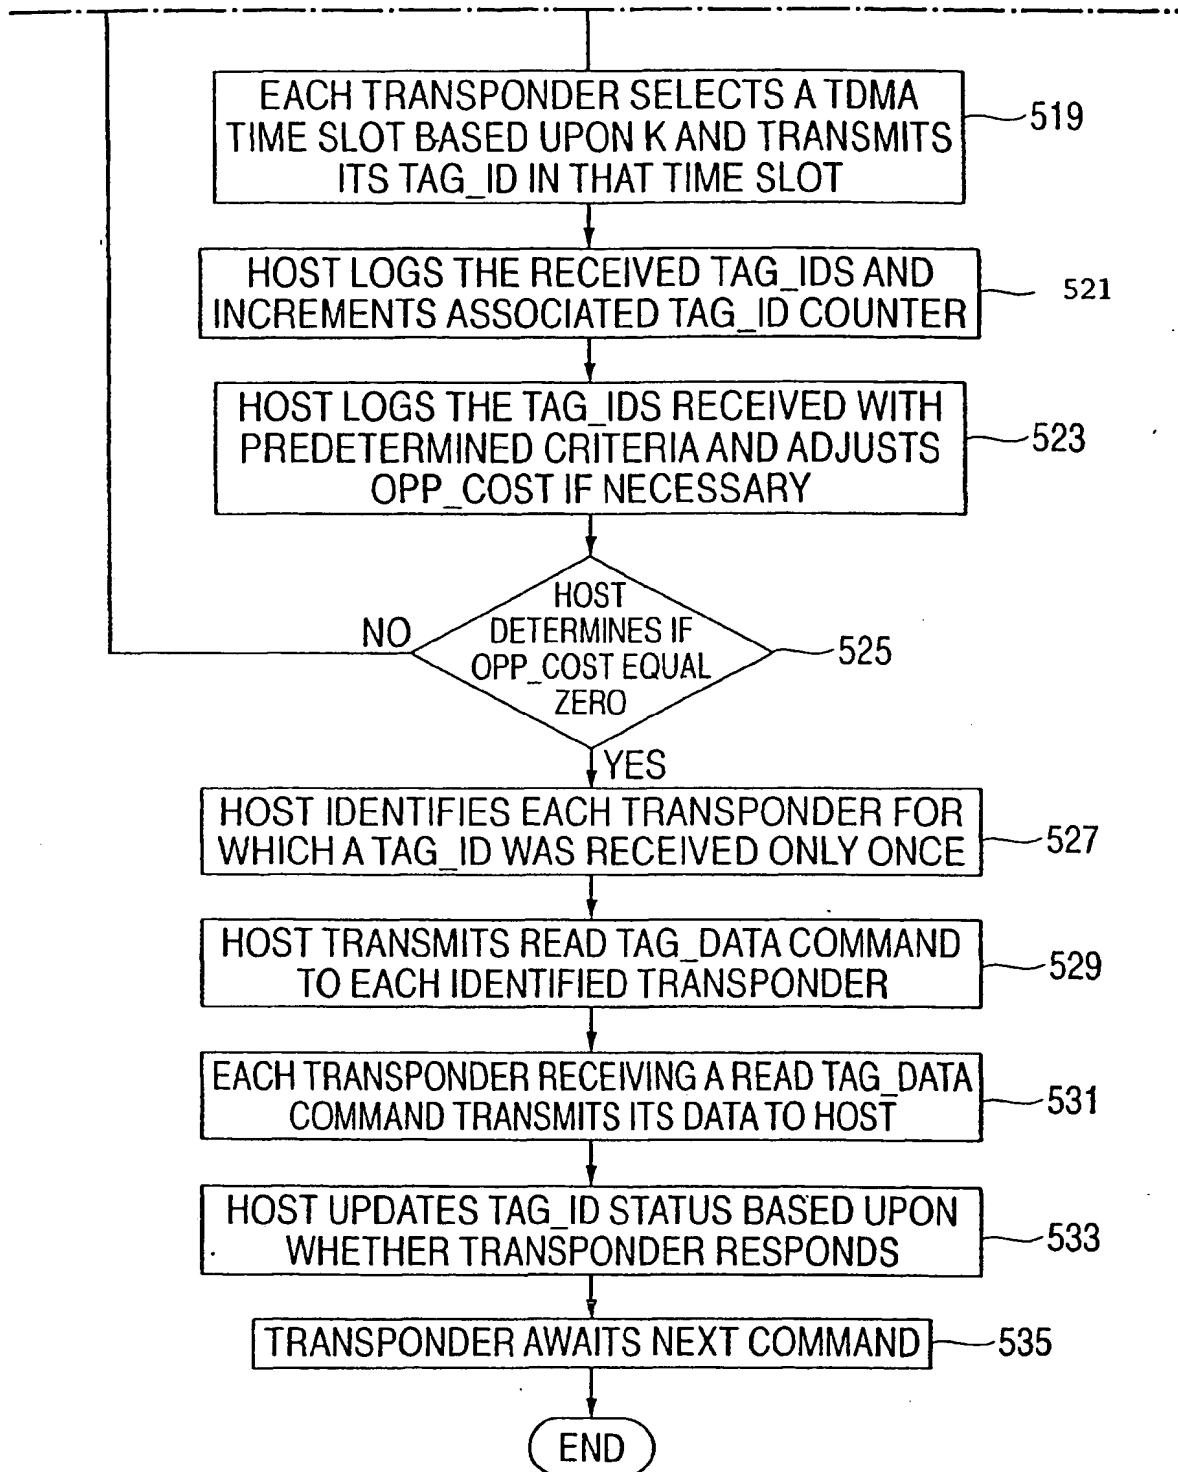 EACH TRANSPONDER SELECTS A TDMA
TIME SLOT BASED UPON K AND TRANSMITS
ITS TAG_ID IN THAT TIME SLOT
519
HOST LOGS THE RECEIVED TAG_IDS AND
INCREMENTS ASSOCIATED TAG_ID COUNTER
521
HOST LOGS THE TAG_IDS RECEIVED WITH
PREDETERMINED CRITERIA AND ADJUSTS
OPP_COST IF NECESSARY
523
HOST
DETERMINES IF
OPP_COST EQUAL
ZERO
525
NO
YES
HOST IDENTIFIES EACH TRANSPONDER FOR
WHICH A TAG_ID WAS RECEIVED ONLY ONCE
527
HOST TRANSMITS READ TAG_DATA COMMAND
TO EACH IDENTIFIED TRANSPONDER
529
EACH TRANSPONDER RECEIVING A READ TAG_DATA
COMMAND TRANSMITS ITS DATA TO HOST
531
HOST UPDATES TAG_ID STATUS BASED UPON
WHETHER TRANSPONDER RESPONDS
533
TRANSPONDER AWAITS NEXT COMMAND
535
END